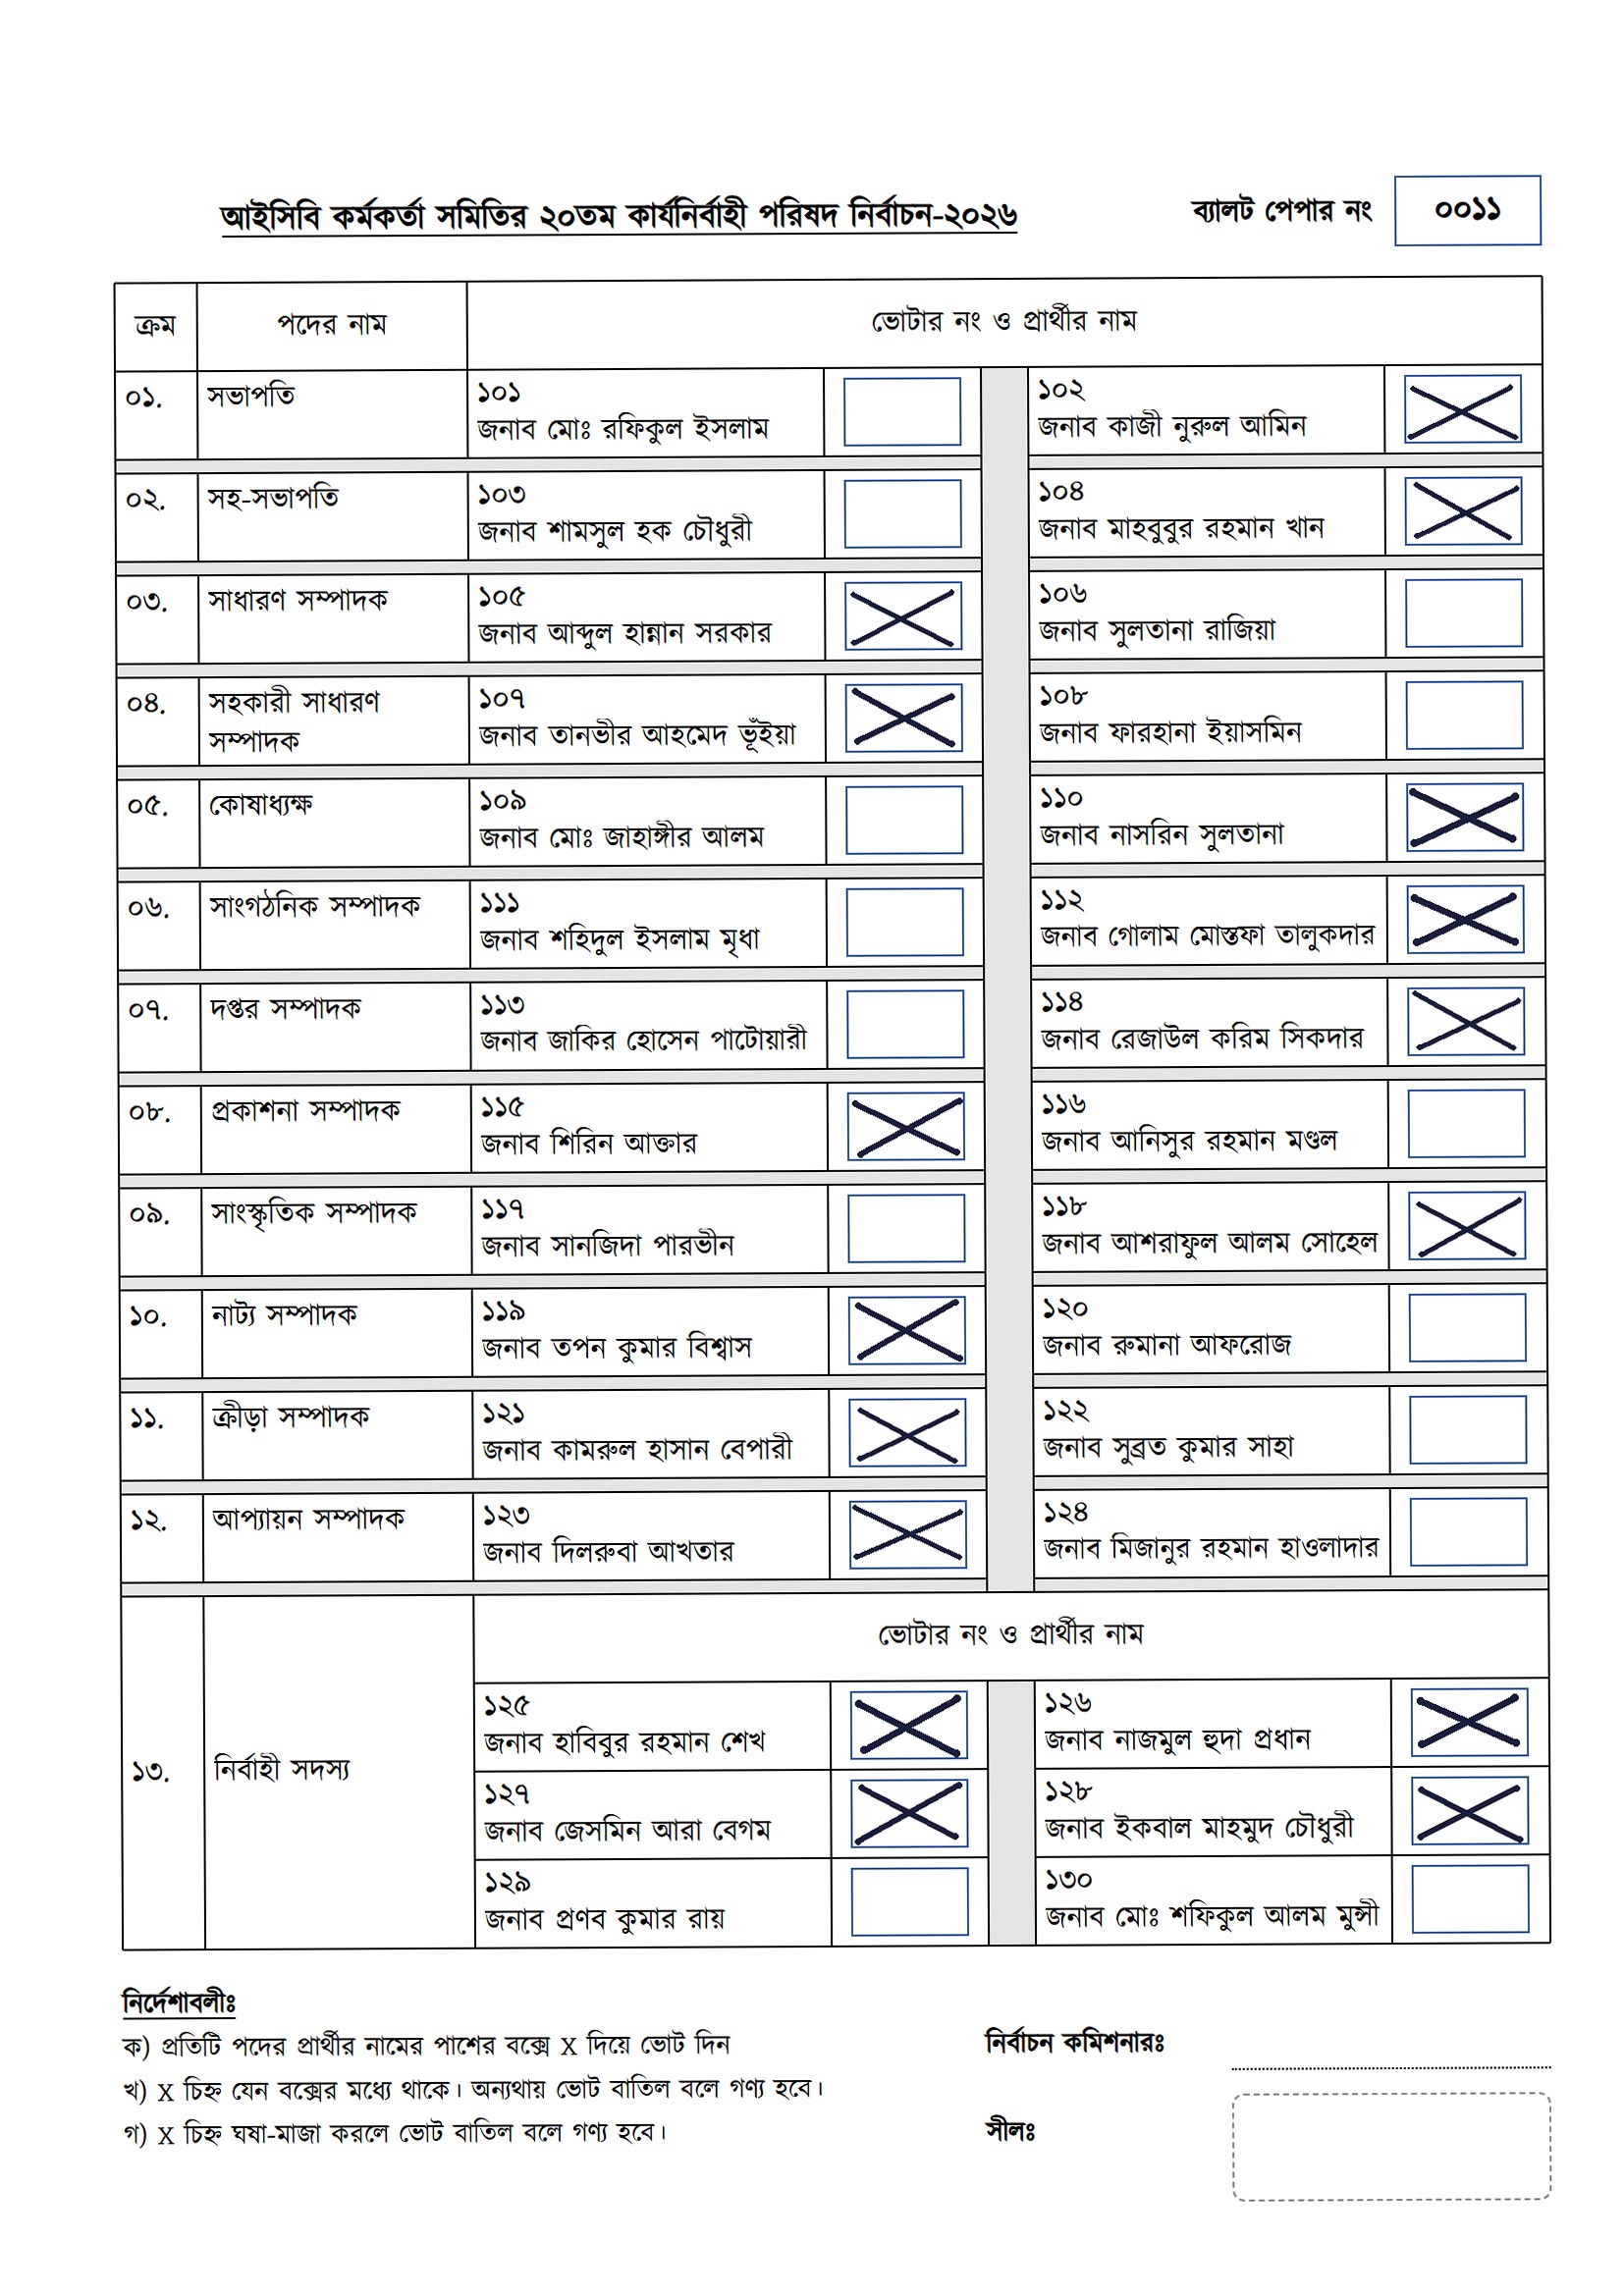 আইসিবি কর্মকর্তা সমিতির ২০তম কার্যনির্বাহী পরিষদ নির্বাচন-২০২৬
ব্যালট পেপার নং ০০১১
ক্রম পদের নাম ভোটার নং ও প্রার্থীর নাম
০১. সভাপতি ১০১ ১০২
জনাব মোঃ রফিকুল ইসলাম জনাব কাজী নুরুল আমিন
০২. সহ-সভাপতি ১০৩ ১০৪
জনাব শামসুল হক চৌধুরী জনাব মাহবুবুর রহমান খান
০৩. সাধারণ সম্পাদক ১০৫ ১০৬
জনাব আব্দুল হান্নান সরকার জনাব সুলতানা রাজিয়া
০৪. সহকারী সাধারণ ১০৭ ১০৮
সম্পাদক জনাব তানভীর আহমেদ ভূঁইয়া জনাব ফারহানা ইয়াসমিন
০৫. কোষাধ্যক্ষ ১০৯ ১১০
জনাব মোঃ জাহাঙ্গীর আলম জনাব নাসরিন সুলতানা
০৬. সাংগঠনিক সম্পাদক ১১১ ১১২
জনাব শহিদুল ইসলাম মৃধা জনাব গোলাম মোস্তফা তালুকদার
০৭. দপ্তর সম্পাদক ১১৩ ১১৪
জনাব জাকির হোসেন পাটোয়ারী জনাব রেজাউল করিম সিকদার
০৮. প্রকাশনা সম্পাদক ১১৫ ১১৬
জনাব শিরিন আক্তার জনাব আনিসুর রহমান মণ্ডল
০৯. সাংস্কৃতিক সম্পাদক ১১৭ ১১৮
জনাব সানজিদা পারভীন জনাব আশরাফুল আলম সোহেল
১০. নাট্য সম্পাদক ১১৯ ১২০
জনাব তপন কুমার বিশ্বাস জনাব রুমানা আফরোজ
১১. ক্রীড়া সম্পাদক ১২১ ১২২
জনাব কামরুল হাসান বেপারী জনাব সুব্রত কুমার সাহা
১২. আপ্যায়ন সম্পাদক ১২৩ ১২৪
জনাব দিলরুবা আখতার জনাব মিজানুর রহমান হাওলাদার
ভোটার নং ও প্রার্থীর নাম
১৩. নির্বাহী সদস্য
১২৫ ১২৬
জনাব হাবিবুর রহমান শেখ জনাব নাজমুল হুদা প্রধান
১২৭ ১২৮
জনাব জেসমিন আরা বেগম জনাব ইকবাল মাহমুদ চৌধুরী
১২৯ ১৩০
জনাব প্রণব কুমার রায় জনাব মোঃ শফিকুল আলম মুন্সী
নির্দেশাবলীঃ
ক) প্রতিটি পদের প্রার্থীর নামের পাশের বক্সে X দিয়ে ভোট দিন
খ) X চিহ্ন যেন বক্সের মধ্যে থাকে। অন্যথায় ভোট বাতিল বলে গণ্য হবে।
গ) X চিহ্ন ঘষা-মাজা করলে ভোট বাতিল বলে গণ্য হবে।
নির্বাচন কমিশনারঃ
সীলঃ